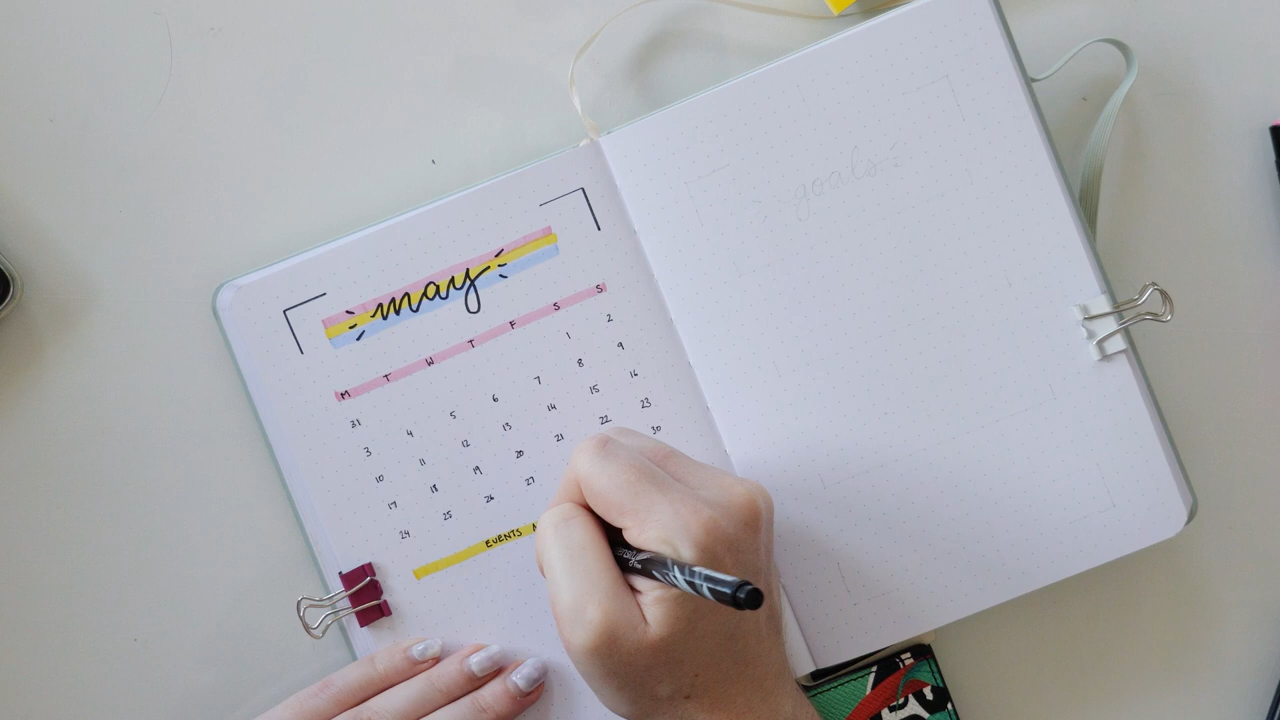 may
M T W T F S S
31 1 2
3 4 5 6 7 8 9
10 11 12 13 14 15 16
17 18 19 20 21 22 23
24 25 26 27 30
EVENTS
goals